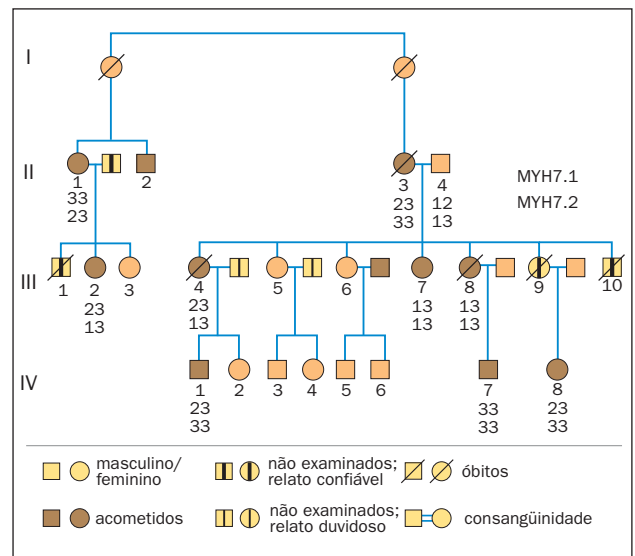 I
II
1 2 3 4
33 23 12
23 33 13
MYH7.1
MYH7.2
III
1 2 3 4 5 6 7 8 9 10
23 23 13 13
13 13 13 13
IV
1 2 3 4 5 6 7 8
23 33 23
33 33 33
masculino/
feminino
não examinados;
relato confiável
óbitos
acometidos
não examinados;
relato duvidoso
consangüinidade